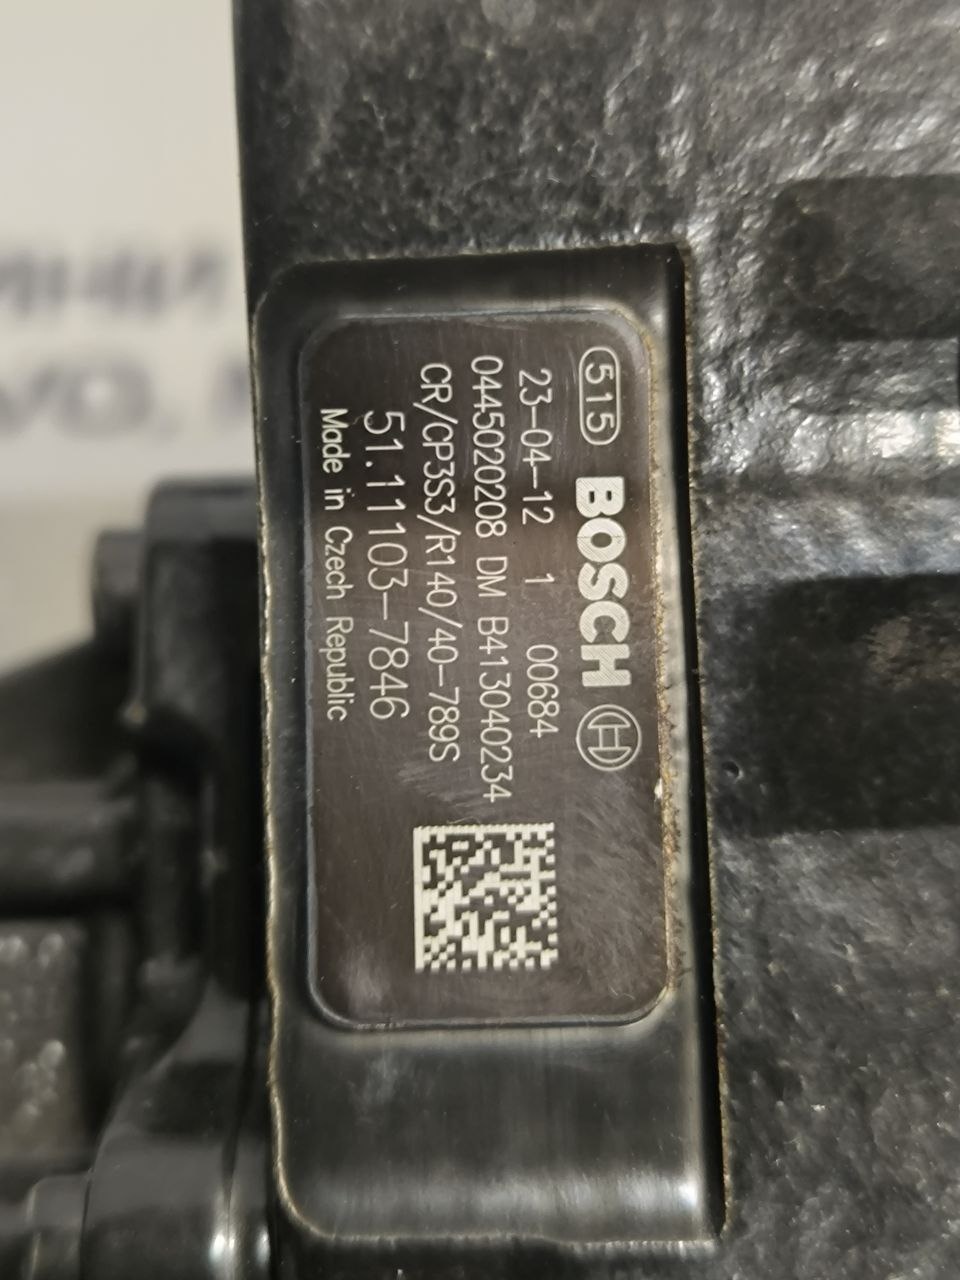 515 BOSCH
23-04-12 1 00684
0445020208 DM B413040234
CR/CP3S3/R140/40-789S
51.11103-7846
Made in Czech Republic